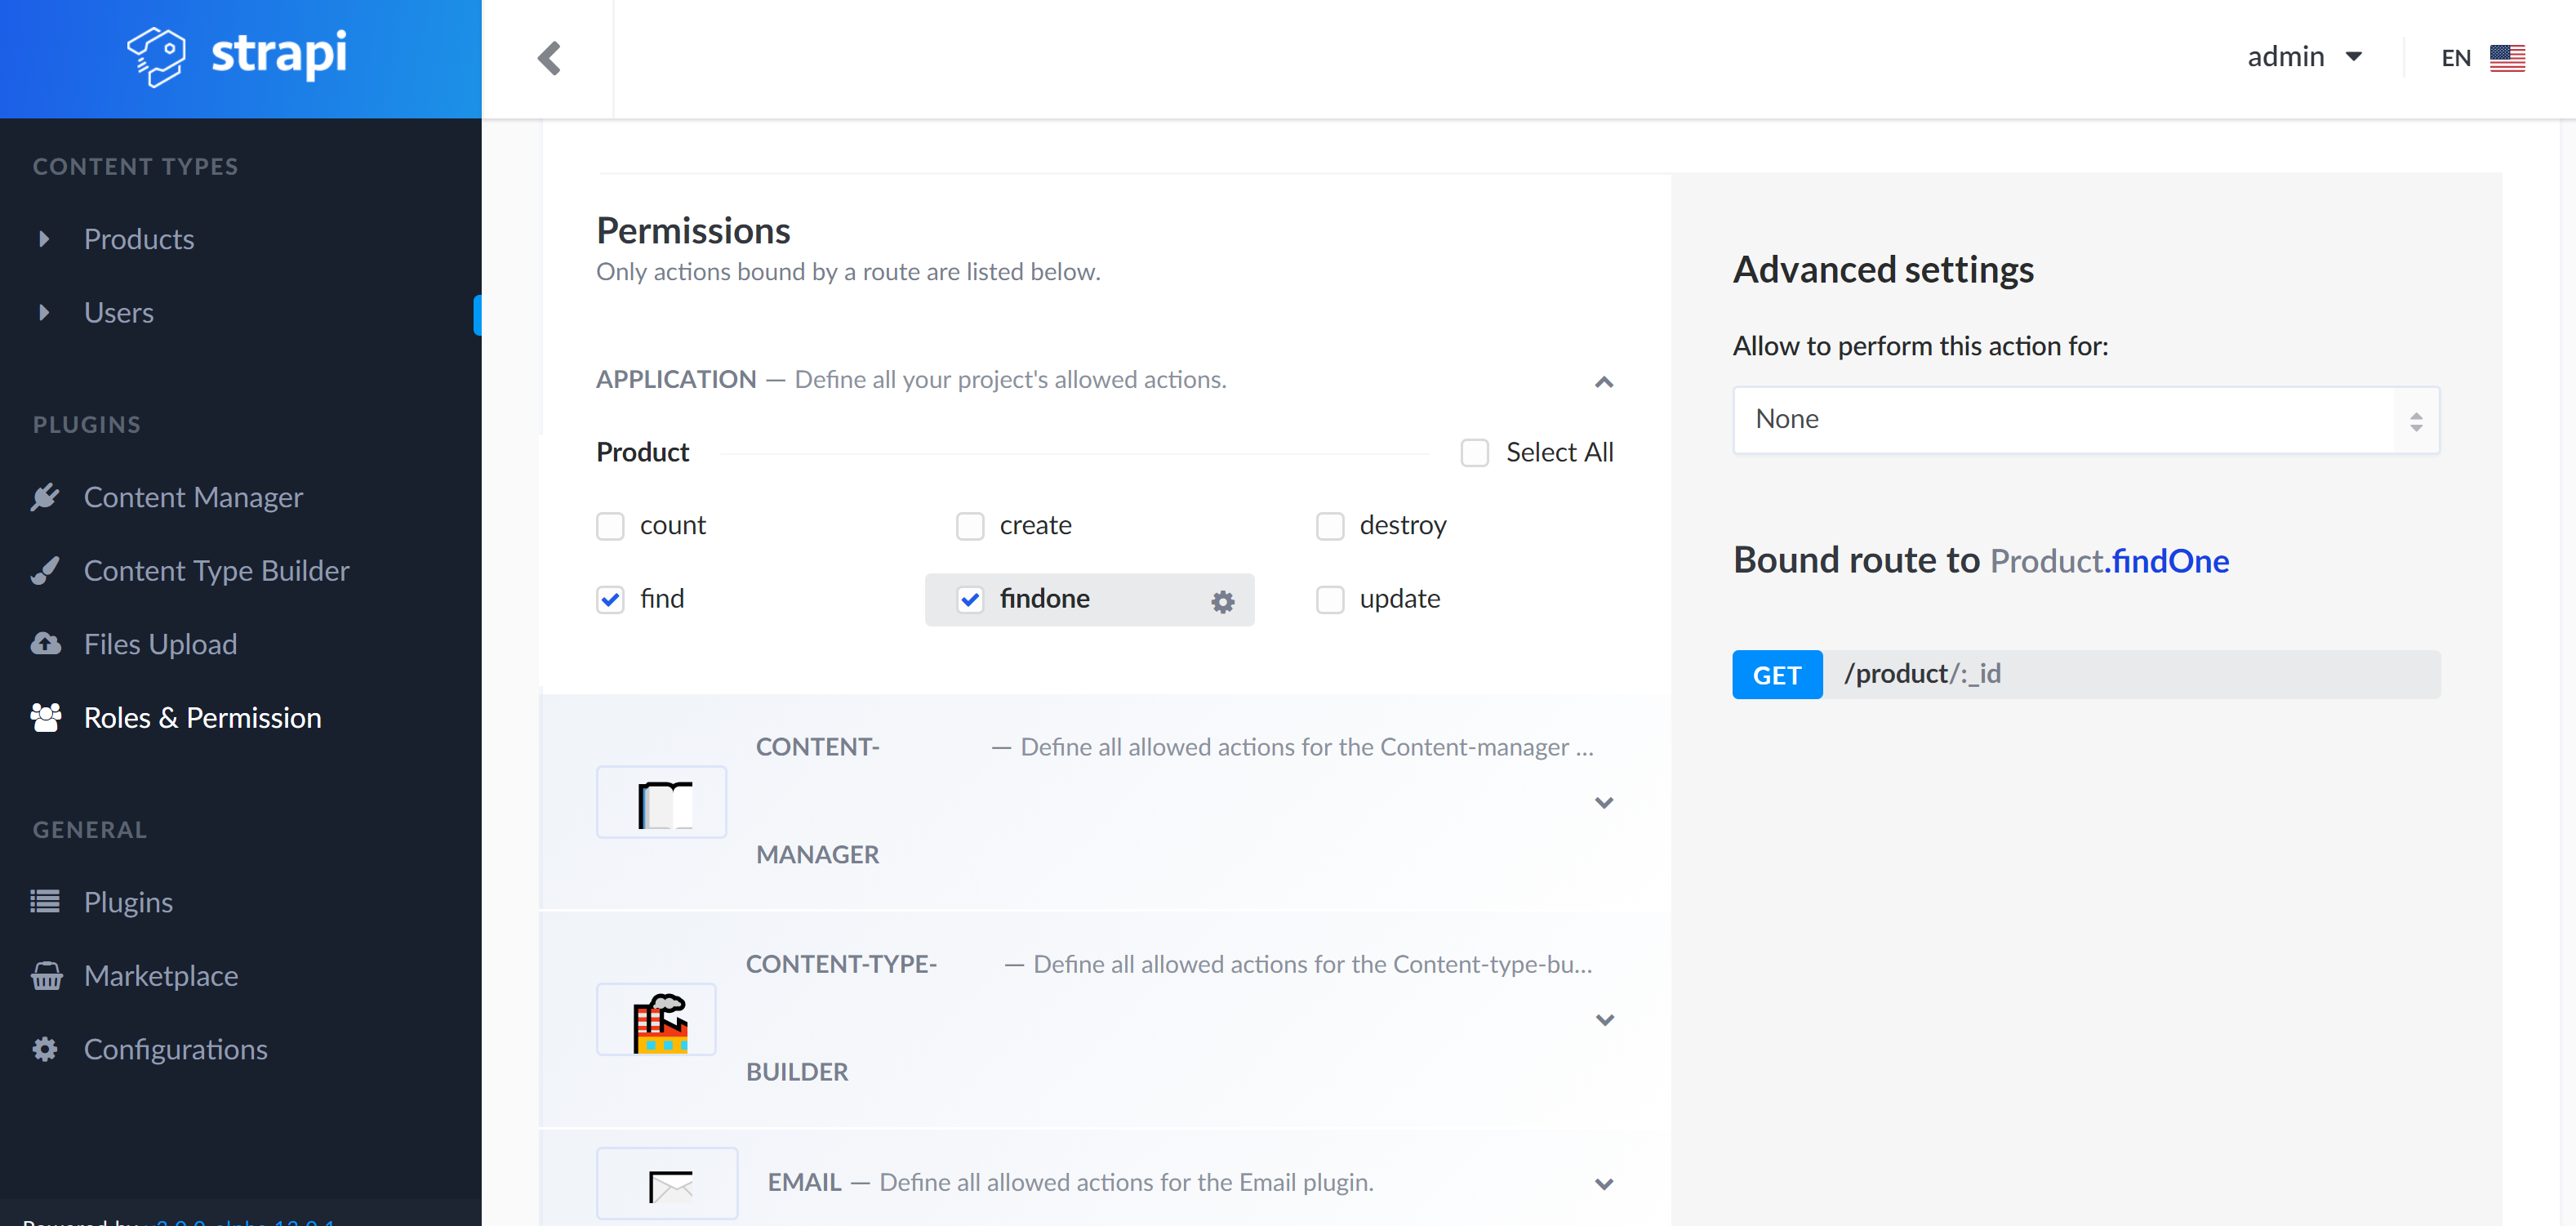 strapi
admin
EN
CONTENT TYPES
Products
Users
PLUGINS
Content Manager
Content Type Builder
Files Upload
Roles & Permission
GENERAL
Plugins
Marketplace
Configurations
Powered by
Permissions
Only actions bound by a route are listed below.
APPLICATION — Define all your project's allowed actions.
Product
Select All
count
create
destroy
find
findone
update
CONTENT-
MANAGER
— Define all allowed actions for the Content-manager ...
CONTENT-TYPE-
BUILDER
— Define all allowed actions for the Content-type-bu...
EMAIL — Define all allowed actions for the Email plugin.
Advanced settings
Allow to perform this action for:
None
Bound route to Product.findOne
GET /product/:_id